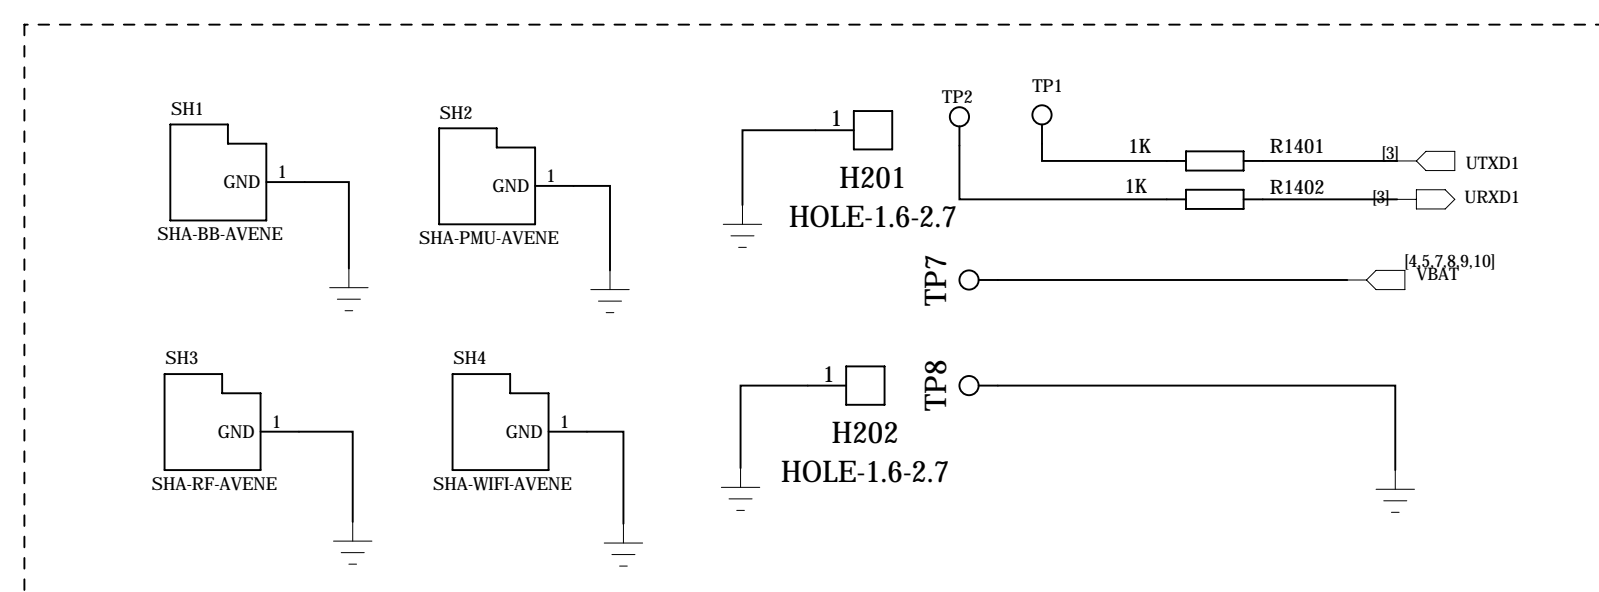 SH1
GND
1
SHA-BB-AVENE
SH2
GND
1
SHA-PMU-AVENE
1
H201
HOLE-1.6-2.7
TP2
TP1
1K
R1401
[3]
UTXD1
1K
R1402
[3]
URXD1
TP7
[4,5,7,8,9,10]
VBAT
SH3
GND
1
SHA-RF-AVENE
SH4
GND
1
SHA-WIFI-AVENE
1
H202
HOLE-1.6-2.7
TP8